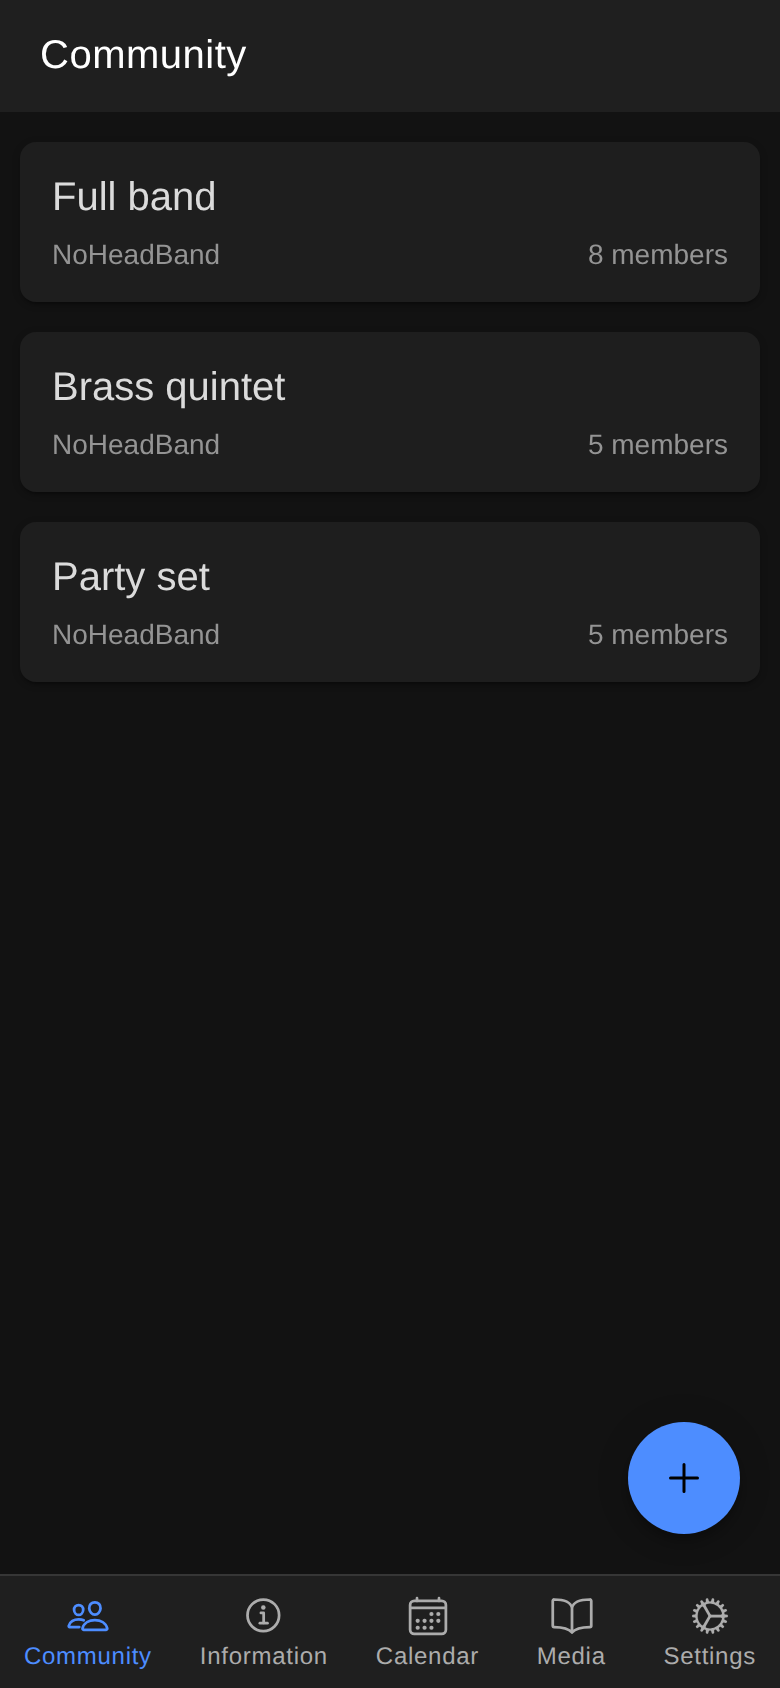 Community
Full band
NoHeadBand 8 members
Brass quintet
NoHeadBand 5 members
Party set
NoHeadBand 5 members
Community Information Calendar Media Settings